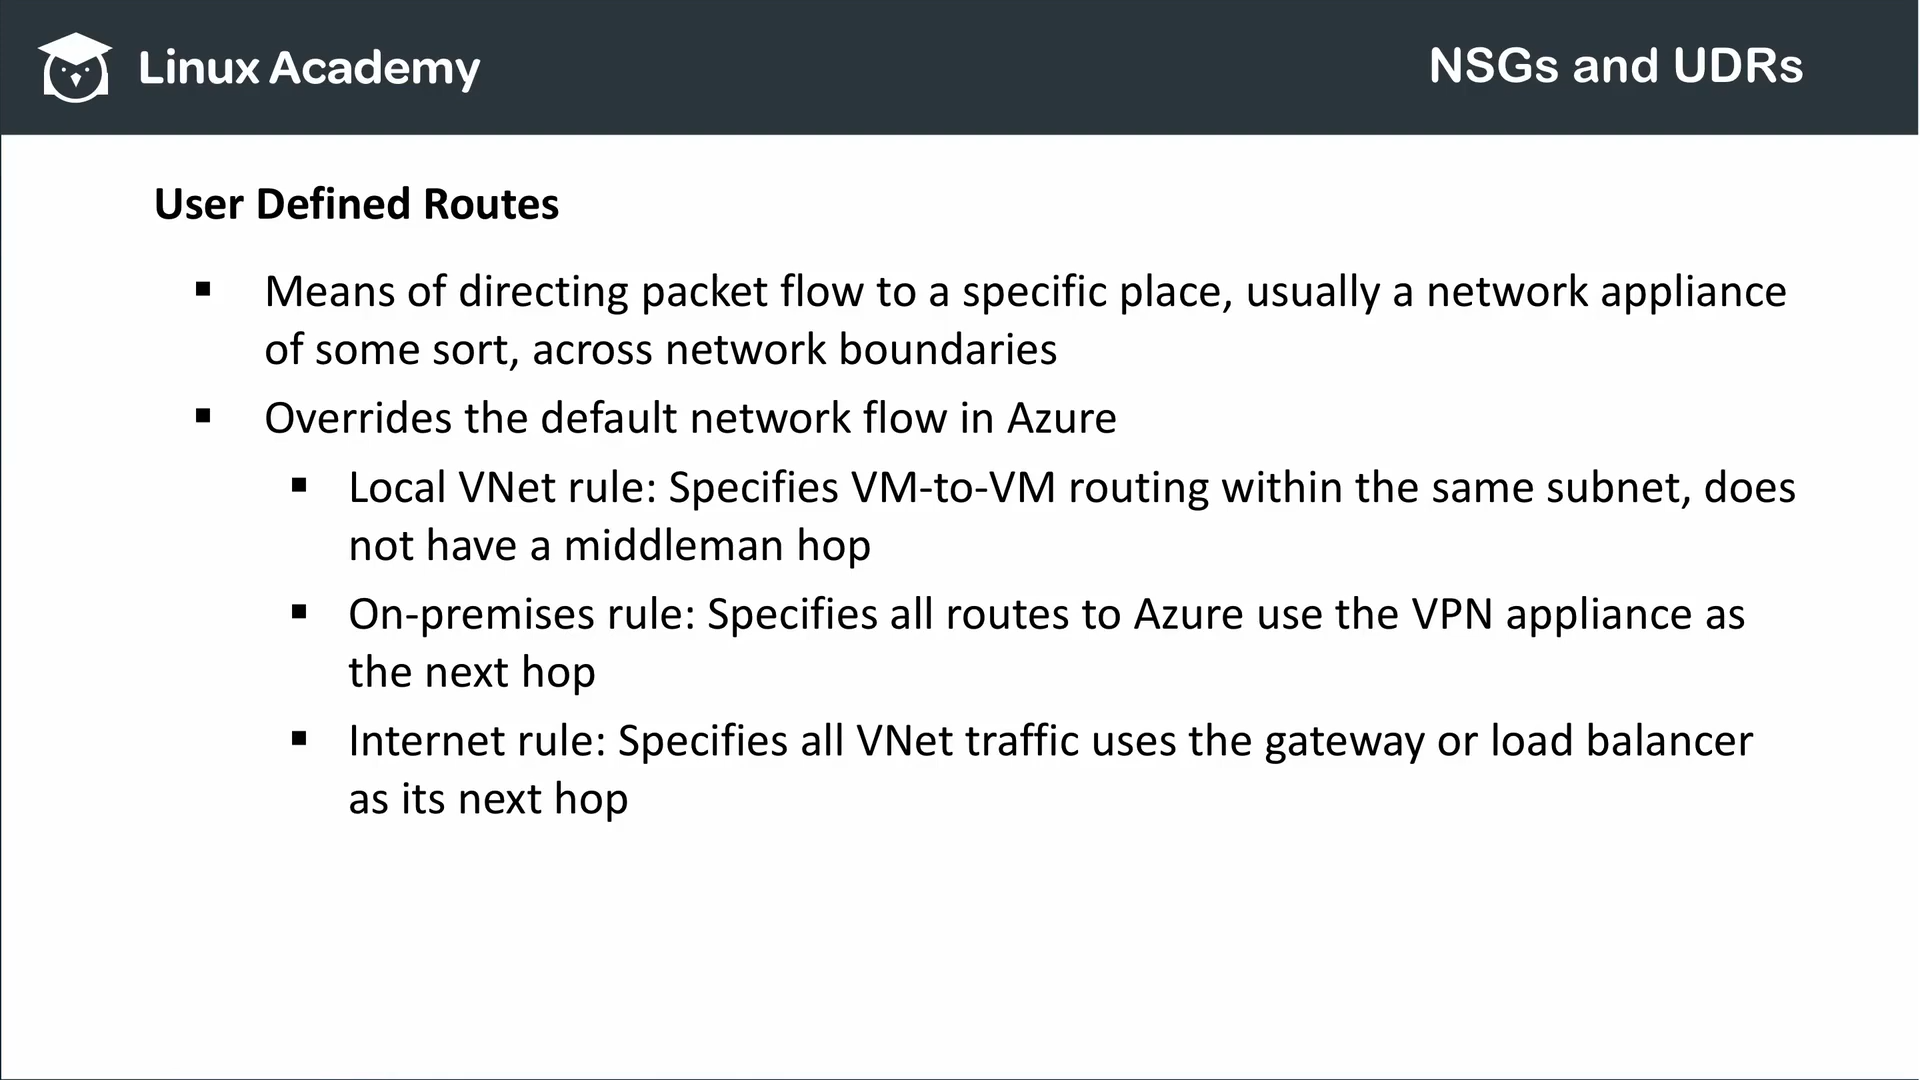 Linux Academy
NSGs and UDRs
User Defined Routes
▪ Means of directing packet flow to a specific place, usually a network appliance
of some sort, across network boundaries
▪ Overrides the default network flow in Azure
▪ Local VNet rule: Specifies VM-to-VM routing within the same subnet, does
not have a middleman hop
▪ On-premises rule: Specifies all routes to Azure use the VPN appliance as
the next hop
▪ Internet rule: Specifies all VNet traffic uses the gateway or load balancer
as its next hop